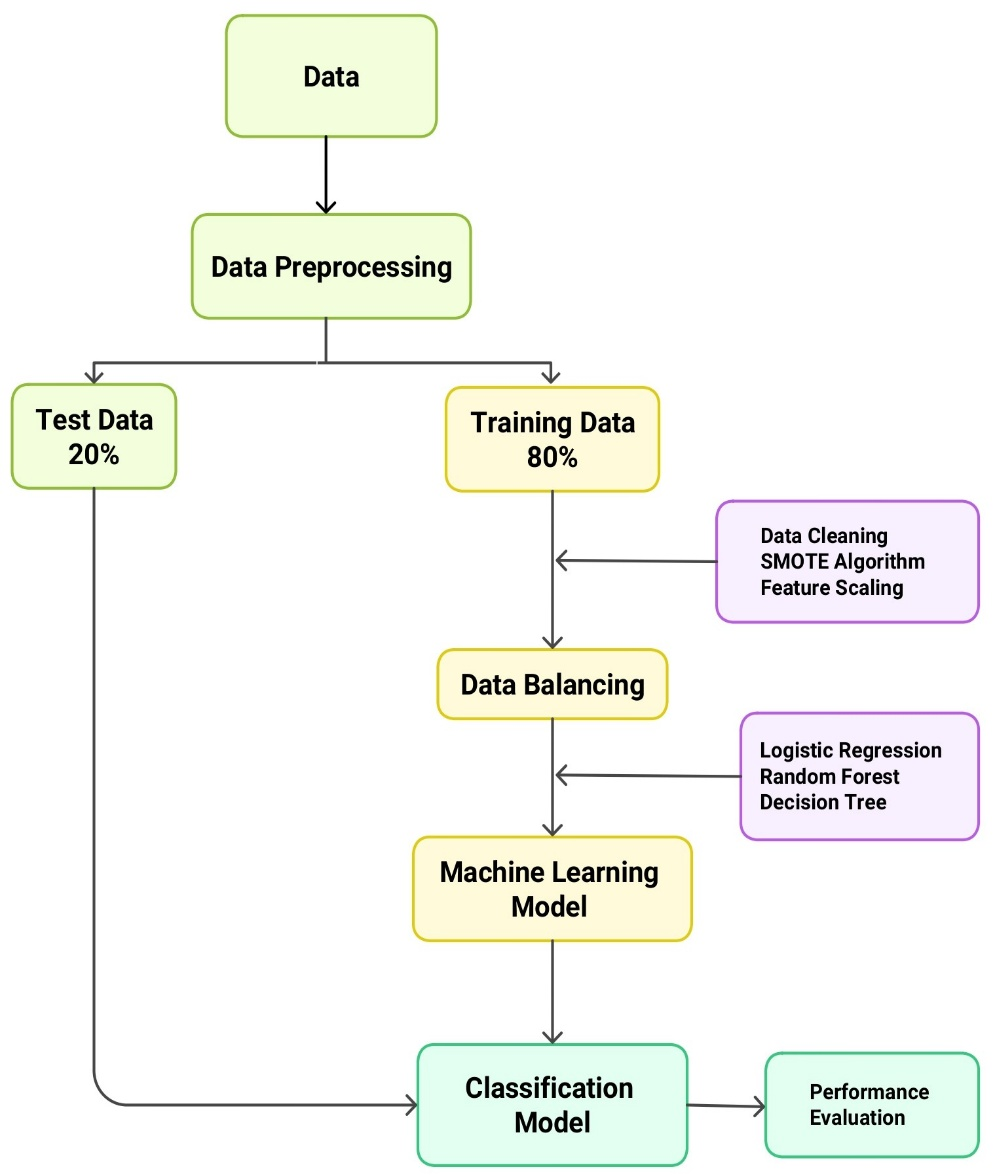 Data
Data Preprocessing
Test Data
20%
Training Data
80%
Data Cleaning
SMOTE Algorithm
Feature Scaling
Data Balancing
Logistic Regression
Random Forest
Decision Tree
Machine Learning
Model
Classification
Model
Performance
Evaluation